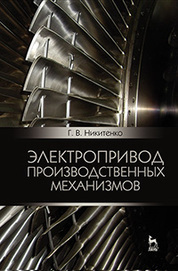 Г. В. Никитенко
ЭЛЕКТРОПРИВОД
ПРОИЗВОДСТВЕННЫХ
МЕХАНИЗМОВ